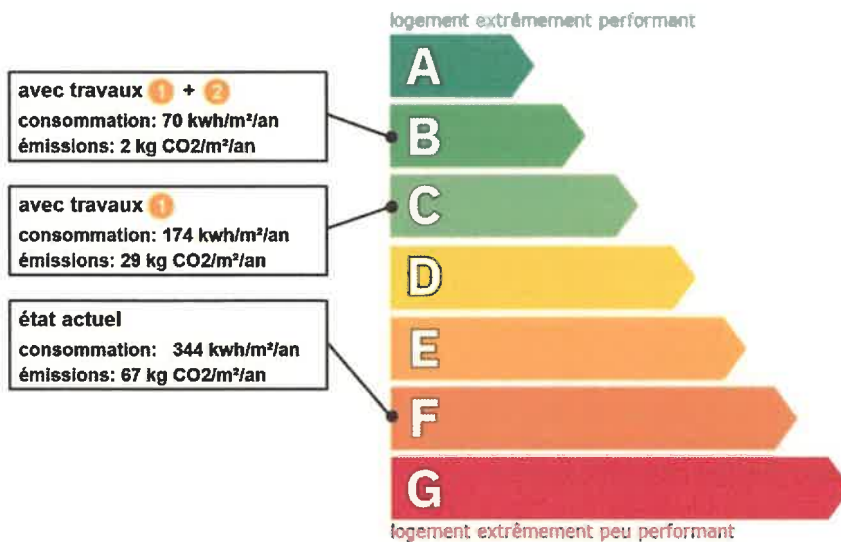 logement extrêmement performant
A
avec travaux 1 + 2
consommation: 70 kwh/m²/an
émissions: 2 kg CO2/m²/an
B
avec travaux 1
consommation: 174 kwh/m²/an
émissions: 29 kg CO2/m²/an
C
D
état actuel
consommation: 344 kwh/m²/an
émissions: 67 kg CO2/m²/an
E
F
G
logement extrêmement peu performant